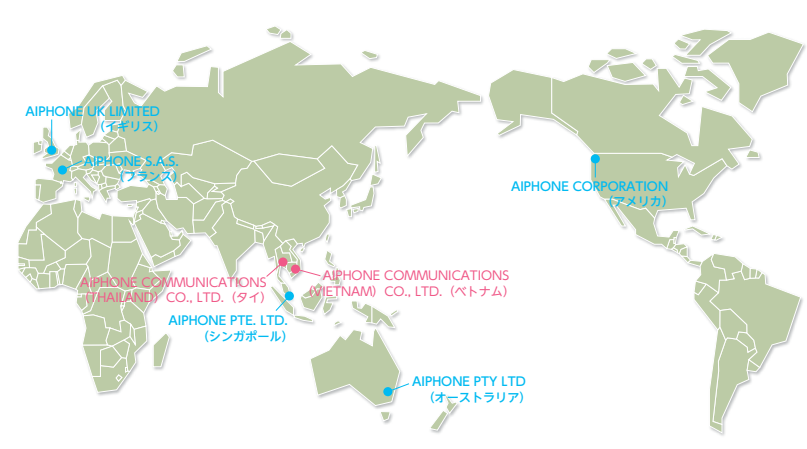 AIPHONE UK LIMITED
（イギリス）
AIPHONE S.A.S.
（フランス）
AIPHONE CORPORATION
（アメリカ）
AIPHONE COMMUNICATIONS
（THAILAND）CO., LTD.（タイ）
AIPHONE COMMUNICATIONS
（VIETNAM）CO., LTD.（ベトナム）
AIPHONE PTE. LTD.
（シンガポール）
AIPHONE PTY LTD
（オーストラリア）